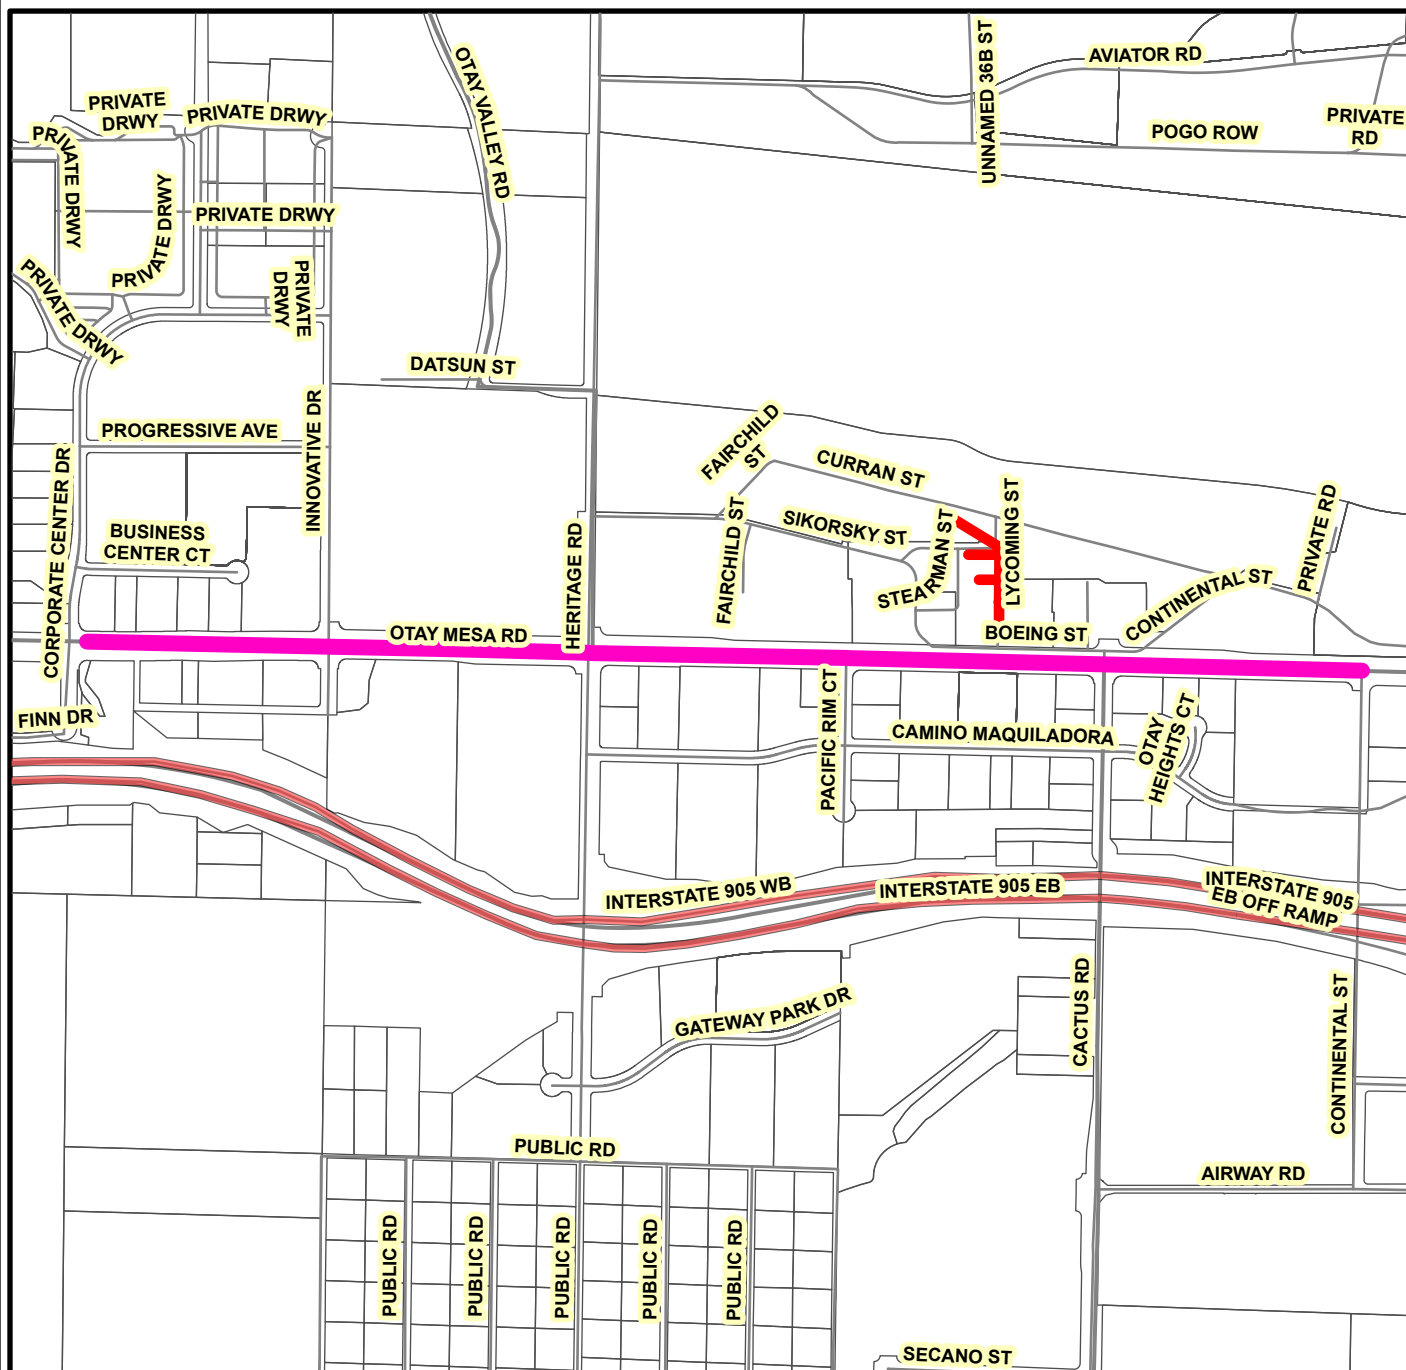 UNNAMED 36B ST
AVIATOR RD
OTAY VALLEY RD
PRIVATE
DRWY
PRIVATE DRWY
POGO ROW
PRIVATE
RD
PRIVATE DRWY
PRIVATE DRWY
PRIVATE DRWY
PRIVATE DRWY
PRIVATE
DRWY
DATSUN ST
INNOVATIVE DR
FAIRCHILD
ST
PROGRESSIVE AVE
CURRAN ST
CORPORATE CENTER DR
LYCOMING ST
PRIVATE RD
FAIRCHILD ST
SIKORSKY ST
STEARMAN ST
BUSINESS
CENTER CT
HERITAGE RD
CONTINENTAL ST
OTAY MESA RD
BOEING ST
PACIFIC RIM CT
FINN DR
CAMINO MAQUILADORA
OTAY
HEIGHTS CT
INTERSTATE 905 WB
INTERSTATE 905 EB
INTERSTATE 905
EB OFF RAMP
CACTUS RD
CONTINENTAL ST
GATEWAY PARK DR
PUBLIC RD
AIRWAY RD
PUBLIC RD
PUBLIC RD
PUBLIC RD
PUBLIC RD
PUBLIC RD
SECANO ST